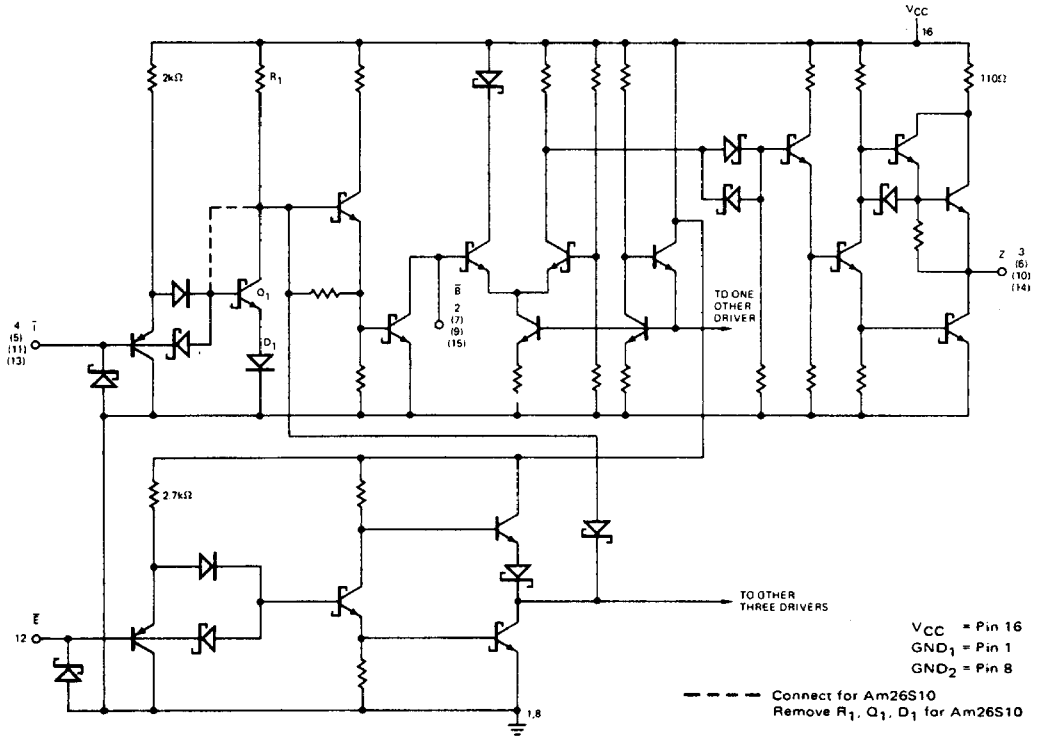 VCC
16
2kΩ
R1
110Ω
Q1
D1
4
(5)
(11)
(13)
I
B
2
(7)
(9)
(15)
Z
3
(6)
(10)
(14)
TO ONE
OTHER
DRIVER
2.7kΩ
E
12
TO OTHER
THREE DRIVERS
1,8
VCC = Pin 16
GND1 = Pin 1
GND2 = Pin 8
Connect for Am26S10
Remove R1, Q1, D1 for Am26S10